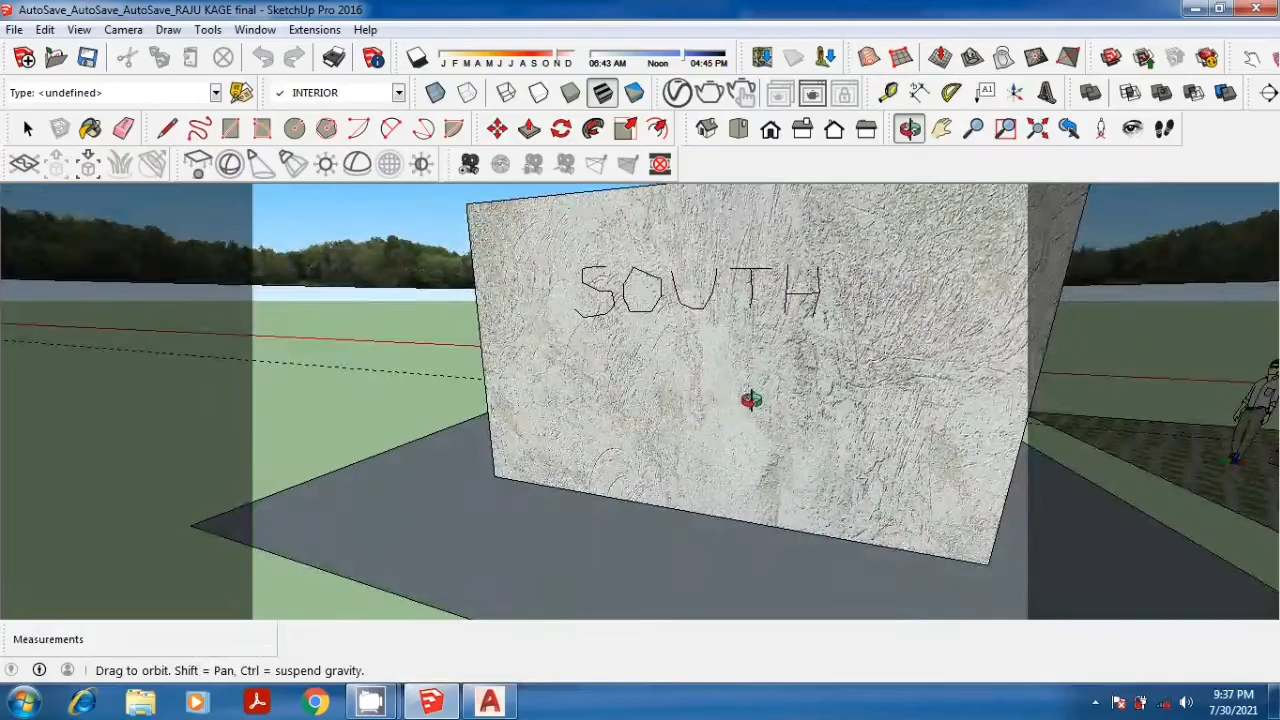 AutoSave_AutoSave_AutoSave_RAJU KAGE final - SketchUp Pro 2016
File Edit View Camera Draw Tools Window Extensions Help
J F M A M J J A S O N D 06:43 AM Noon 04:45 PM
Type: <undefined> ✓ INTERIOR A1
SOUTH
Measurements
Drag to orbit. Shift = Pan, Ctrl = suspend gravity.
9:37 PM
7/30/2021